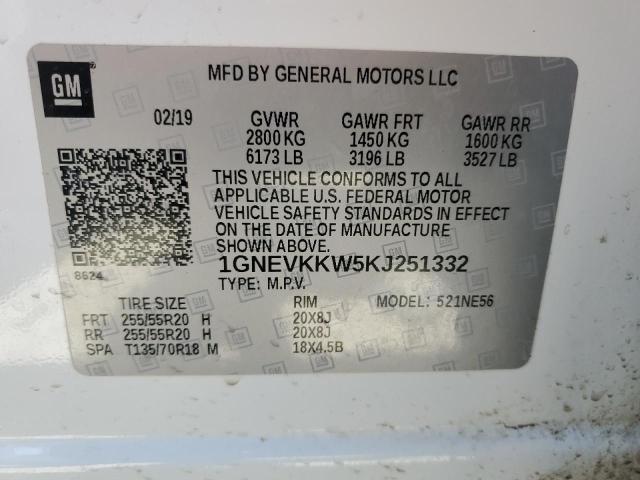 GM
MFD BY GENERAL MOTORS LLC
02/19 GVWR GAWR FRT GAWR RR
2800 KG 1450 KG 1600 KG
6173 LB 3196 LB 3527 LB
THIS VEHICLE CONFORMS TO ALL
APPLICABLE U.S. FEDERAL MOTOR
VEHICLE SAFETY STANDARDS IN EFFECT
ON THE DATE OF MANUFACTURE
SHOWN ABOVE.
1GNEVKKW5KJ251332
8624
TYPE: M.P.V.
TIRE SIZE RIM MODEL: 521NE56
FRT 255/55R20 H 20X8J
RR 255/55R20 H 20X8J
SPA T135/70R18 M 18X4.5B